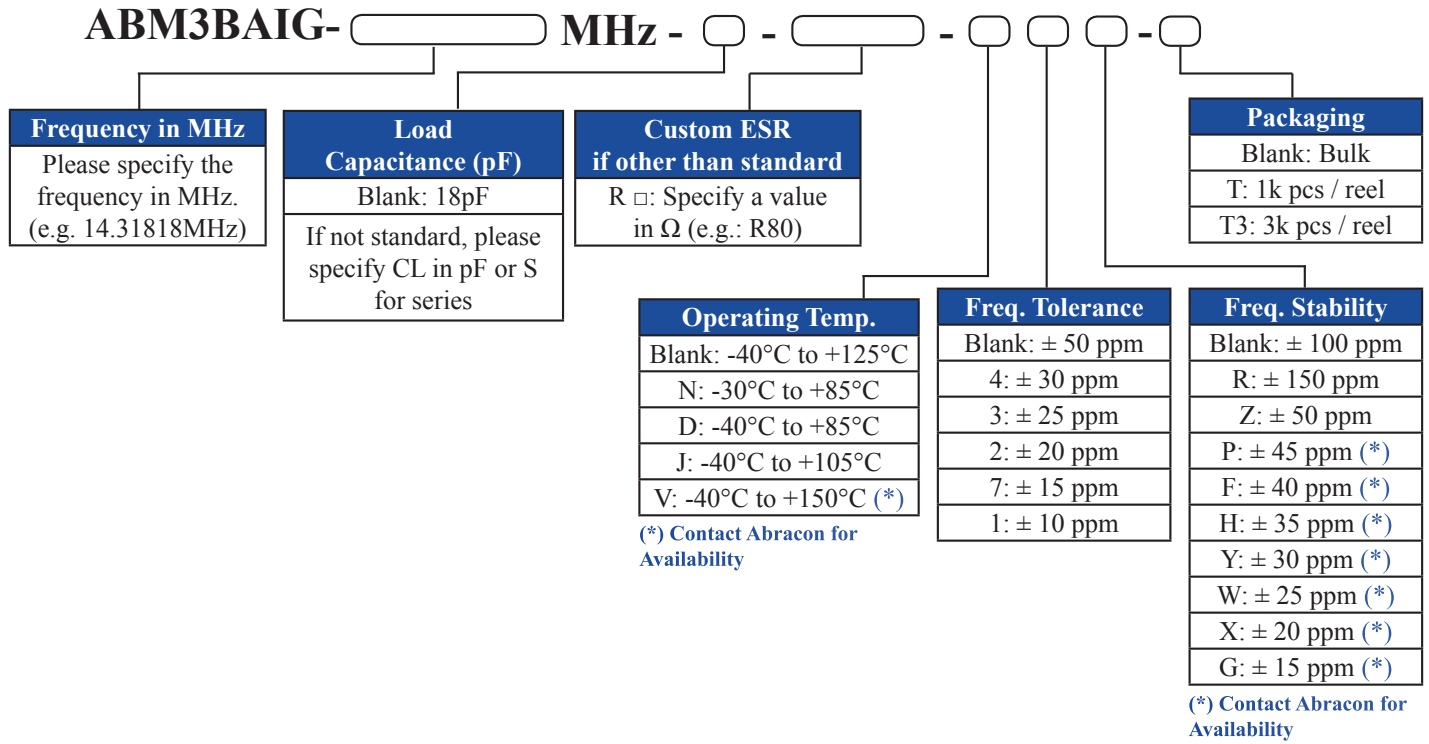 ABM3BAIG- MHz - - - -
Frequency in MHz
Please specify the
frequency in MHz.
(e.g. 14.31818MHz)
Load
Capacitance (pF)
Blank: 18pF
If not standard, please
specify CL in pF or S
for series
Custom ESR
if other than standard
R □: Specify a value
in Ω (e.g.: R80)
Packaging
Blank: Bulk
T: 1k pcs / reel
T3: 3k pcs / reel
Operating Temp.
Blank: -40°C to +125°C
N: -30°C to +85°C
D: -40°C to +85°C
J: -40°C to +105°C
V: -40°C to +150°C (*)
(*) Contact Abracon for
Availability
Freq. Tolerance
Blank: ± 50 ppm
4: ± 30 ppm
3: ± 25 ppm
2: ± 20 ppm
7: ± 15 ppm
1: ± 10 ppm
Freq. Stability
Blank: ± 100 ppm
R: ± 150 ppm
Z: ± 50 ppm
P: ± 45 ppm (*)
F: ± 40 ppm (*)
H: ± 35 ppm (*)
Y: ± 30 ppm (*)
W: ± 25 ppm (*)
X: ± 20 ppm (*)
G: ± 15 ppm (*)
(*) Contact Abracon for
Availability